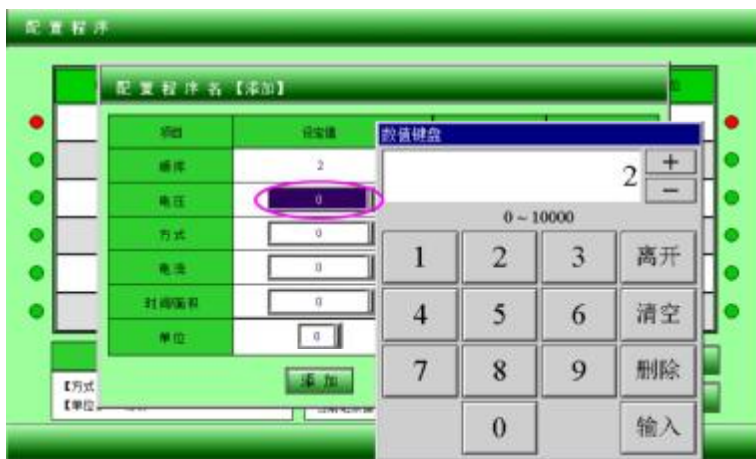 配置程序
配置程序名【添加】
项目 设定值
顺序 2
电压 0
方式 0
电流 0
时间/面积 0
单位 0
添加
数值键盘
2 + −
0 ~ 10000
1 2 3 离开
4 5 6 清空
7 8 9 删除
0 输入
【方式
【单位